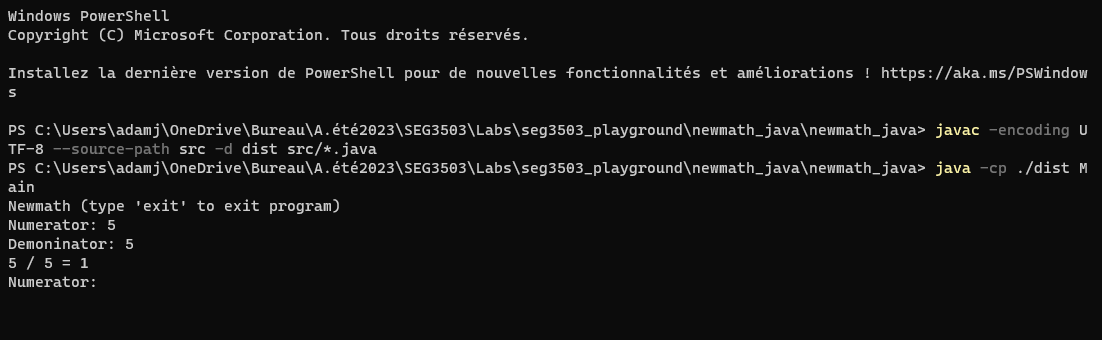 Windows PowerShell
Copyright (C) Microsoft Corporation. Tous droits réservés.
Installez la dernière version de PowerShell pour de nouvelles fonctionnalités et améliorations ! https://aka.ms/PSWindow
s
PS C:\Users\adamj\OneDrive\Bureau\A.été2023\SEG3503\Labs\seg3503_playground\newmath_java\newmath_java> javac -encoding U
TF-8 --source-path src -d dist src/*.java
PS C:\Users\adamj\OneDrive\Bureau\A.été2023\SEG3503\Labs\seg3503_playground\newmath_java\newmath_java> java -cp ./dist M
ain
Newmath (type 'exit' to exit program)
Numerator: 5
Demoninator: 5
5 / 5 = 1
Numerator: